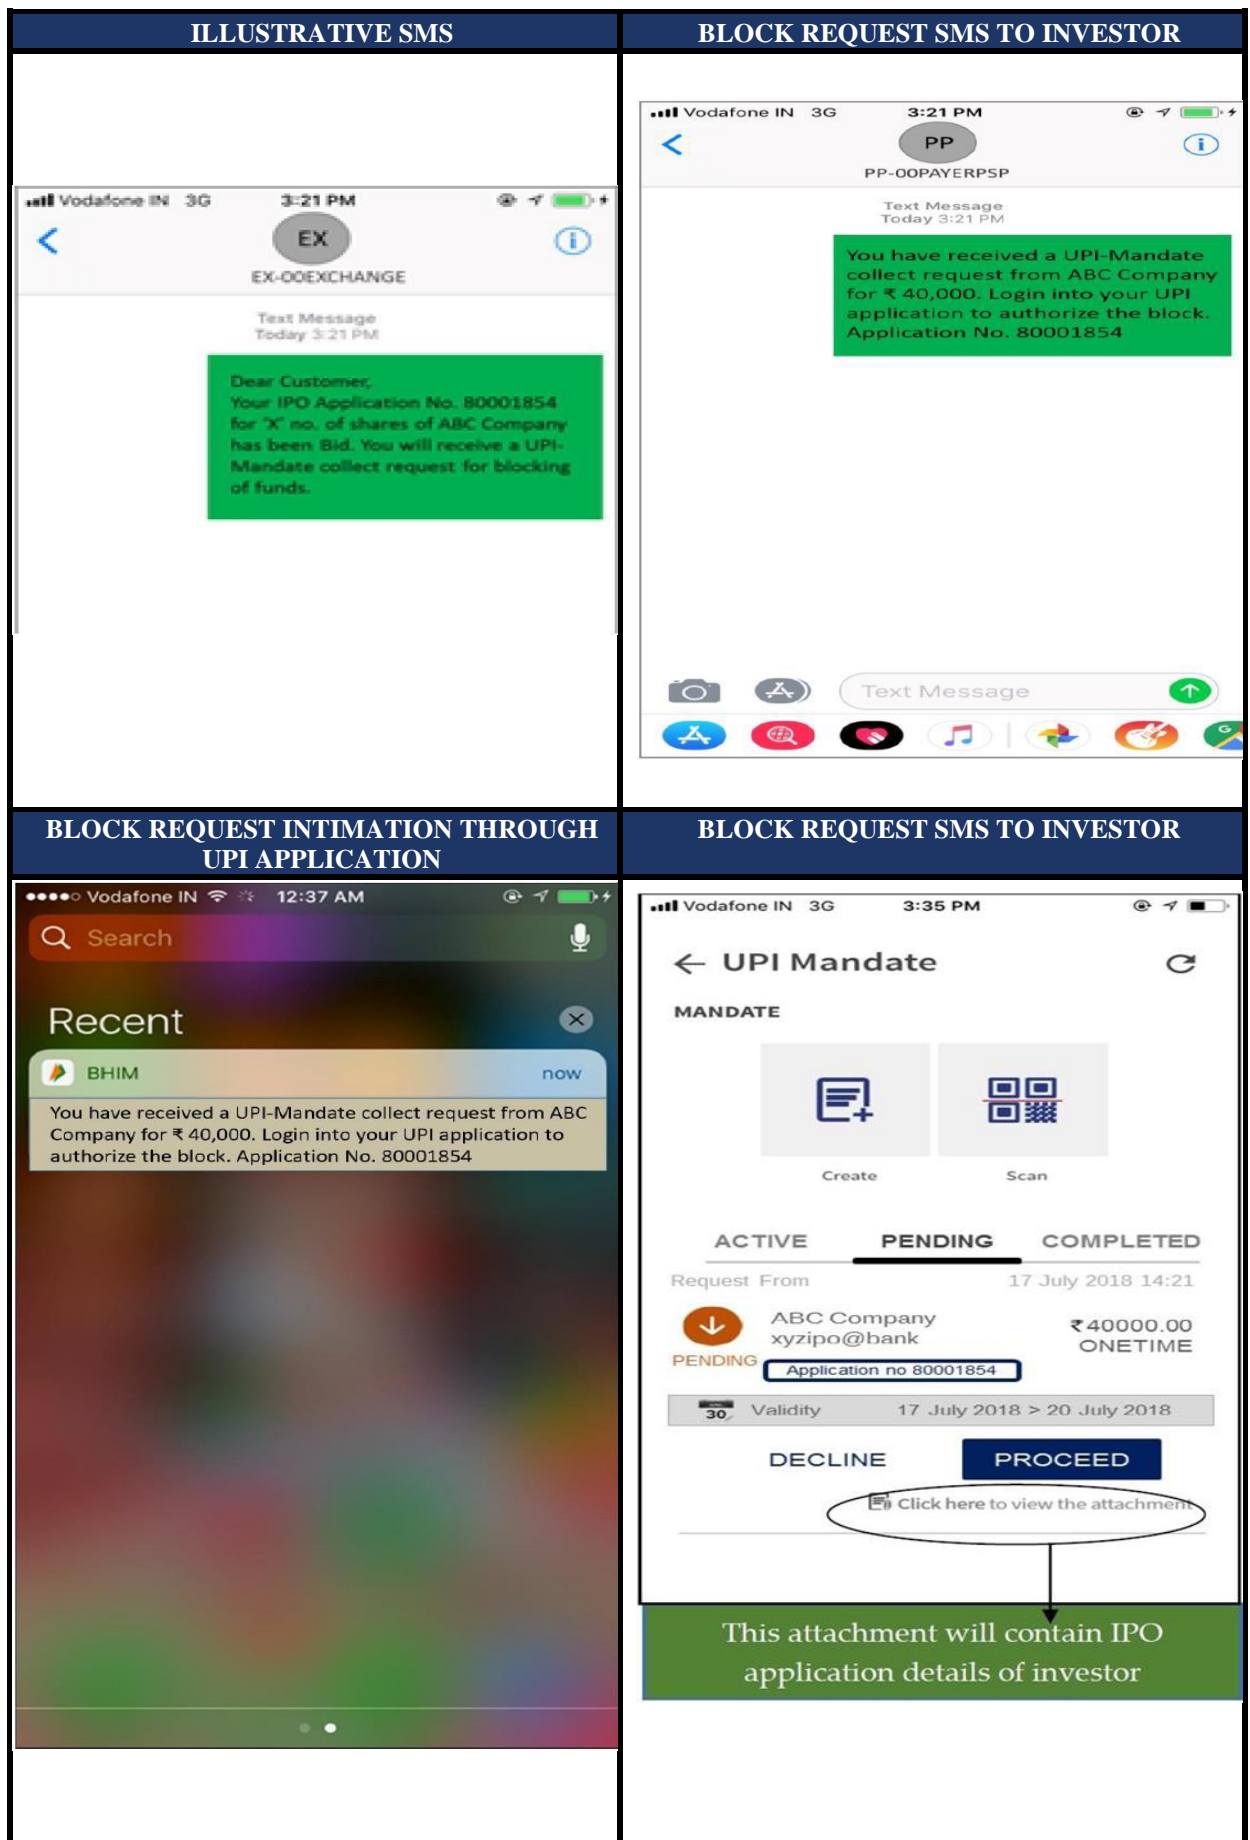 ILLUSTRATIVE SMS
BLOCK REQUEST SMS TO INVESTOR
Vodafone IN 3G 3:21 PM
EX
EX-00EXCHANGE
Text Message
Today 3:21 PM
Dear Customer,
Your IPO Application No. 80001854
for 'X' no. of shares of ABC Company
has been Bid. You will receive a UPI-
Mandate collect request for blocking
of funds.
Vodafone IN 3G 3:21 PM
PP
PP-00PAYERPSP
Text Message
Today 3:21 PM
You have received a UPI-Mandate
collect request from ABC Company
for ₹ 40,000. Login into your UPI
application to authorize the block.
Application No. 80001854
Text Message
BLOCK REQUEST INTIMATION THROUGH
UPI APPLICATION
BLOCK REQUEST SMS TO INVESTOR
Vodafone IN 12:37 AM
Search
Recent
BHIM now
You have received a UPI-Mandate collect request from ABC
Company for ₹ 40,000. Login into your UPI application to
authorize the block. Application No. 80001854
Vodafone IN 3G 3:35 PM
UPI Mandate
MANDATE
Create Scan
ACTIVE PENDING COMPLETED
Request From 17 July 2018 14:21
ABC Company ₹40000.00
xyzipo@bank ONETIME
PENDING Application no 80001854
30 Validity 17 July 2018 > 20 July 2018
DECLINE PROCEED
Click here to view the attachment
This attachment will contain IPO
application details of investor